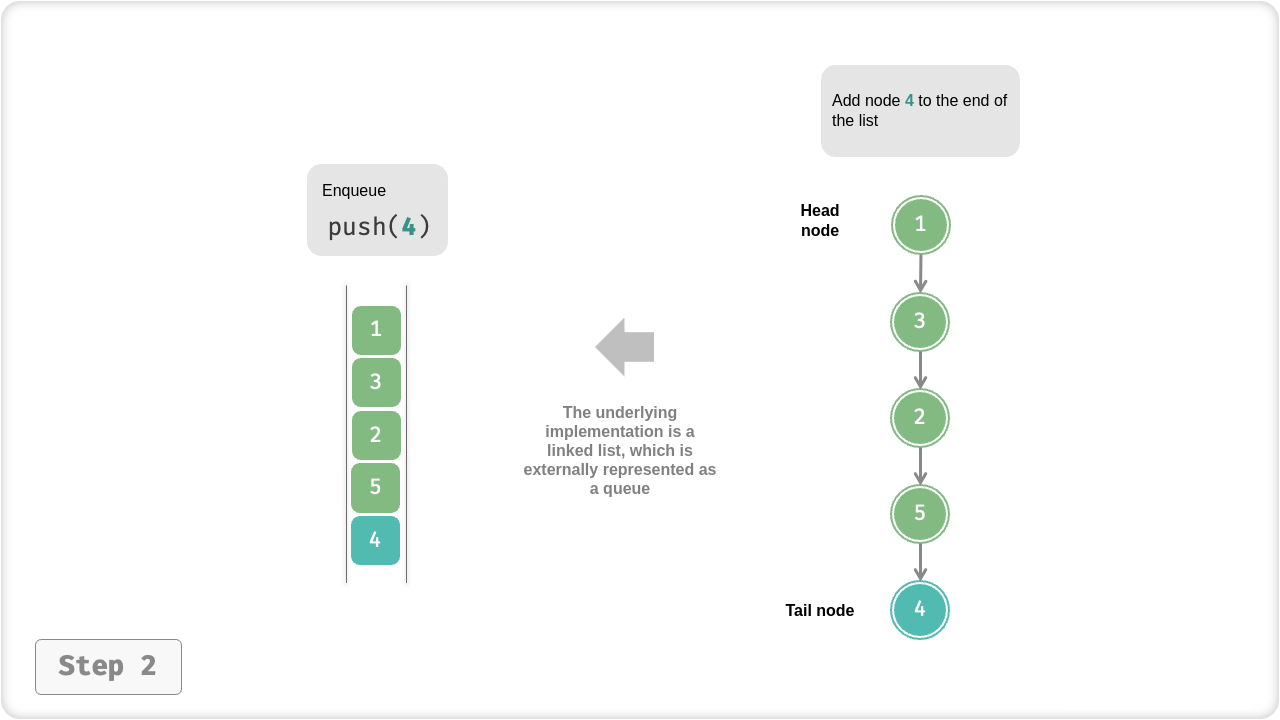 Add node 4 to the end of
the list
Enqueue
push(4)
Head
node
1
3
2
5
4
1
3
2
5
4
The underlying
implementation is a
linked list, which is
externally represented as
a queue
Tail node
Step 2